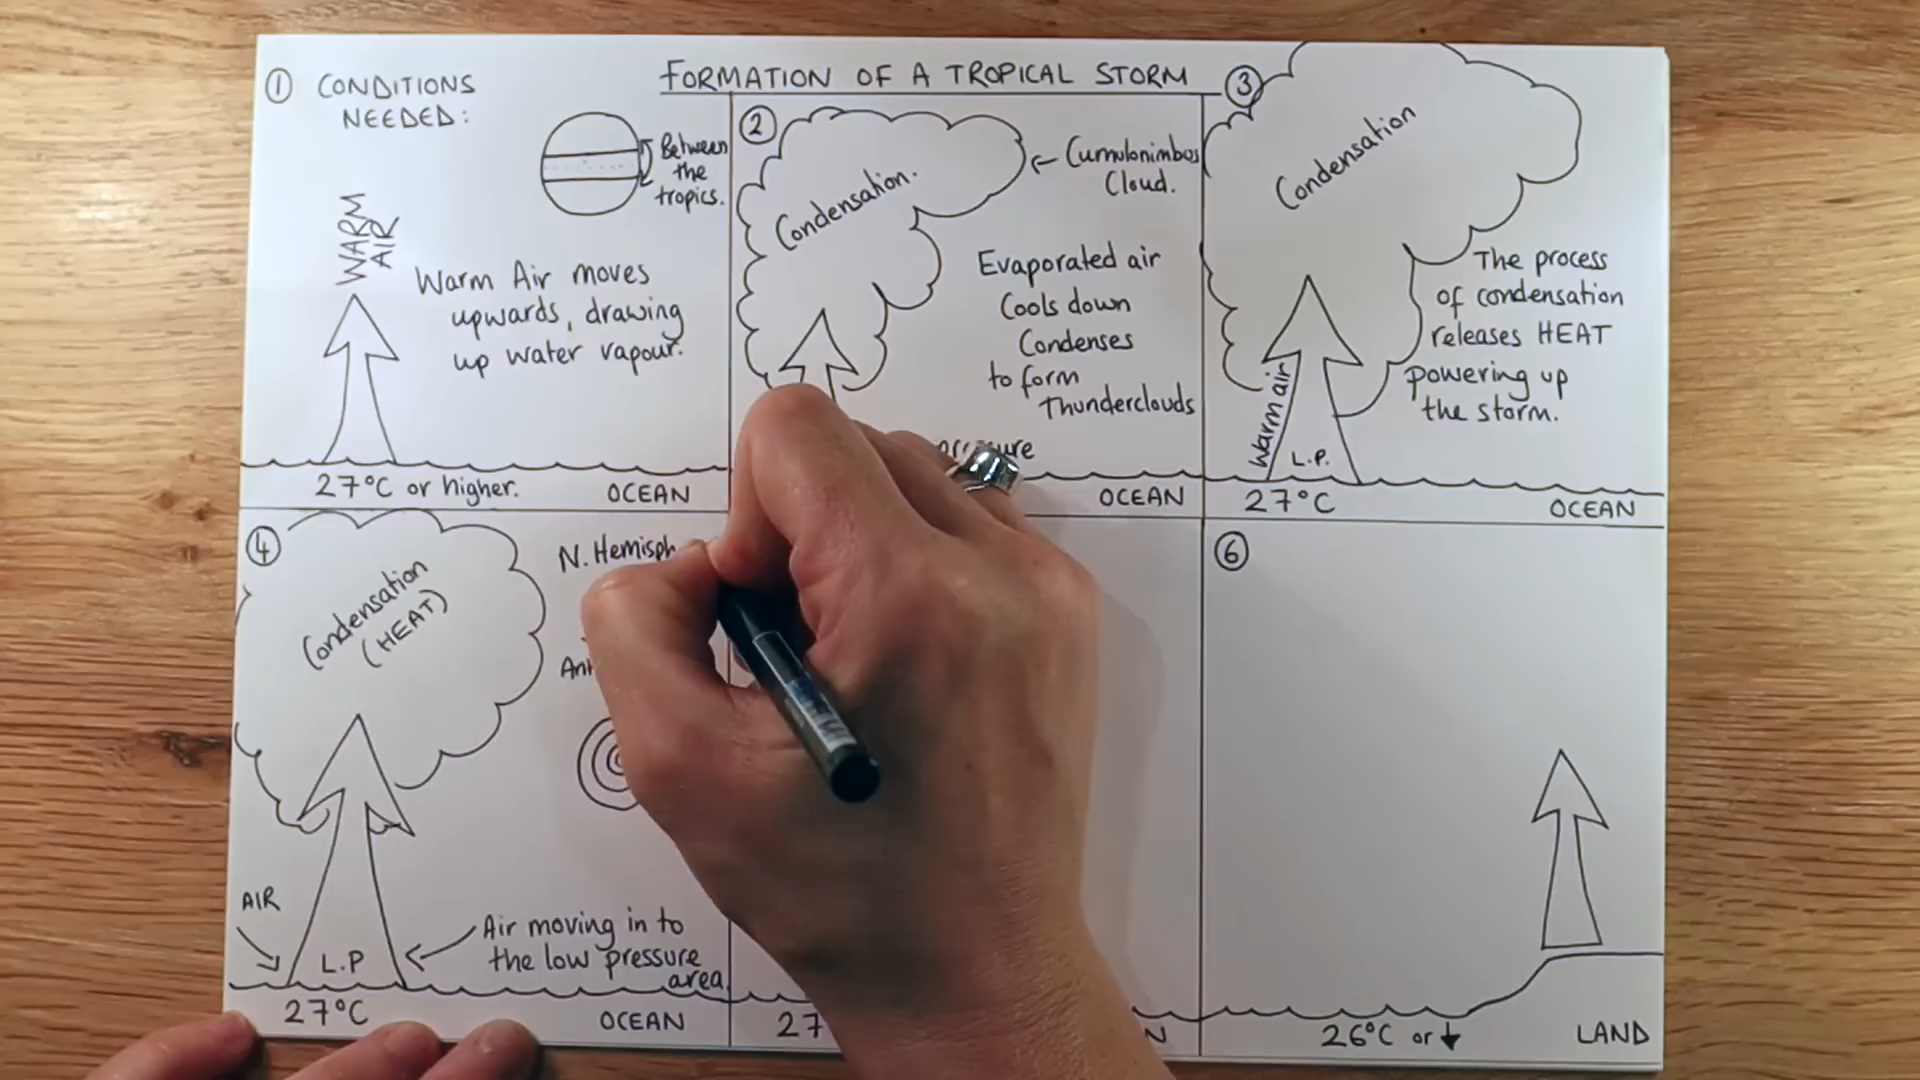 FORMATION OF A TROPICAL STORM
① CONDITIONS
NEEDED:
Between
the
tropics.
WARM
AIR
Warm Air moves
upwards, drawing
up water vapour.
27°C or higher.
OCEAN
②
Condensation.
← Cumulonimbos
Cloud.
Evaporated air
Cools down
Condenses
to form
Thunderclouds
OCEAN
③
Condensation
The process
of condensation
releases HEAT
powering up
the storm.
Warm air
L.P.
27°C
OCEAN
④
Condensation
(HEAT)
N.
AIR
L.P
Air moving in to
the low pressure
area
27°C
OCEAN
27
⑥
26°C or ↓
LAND